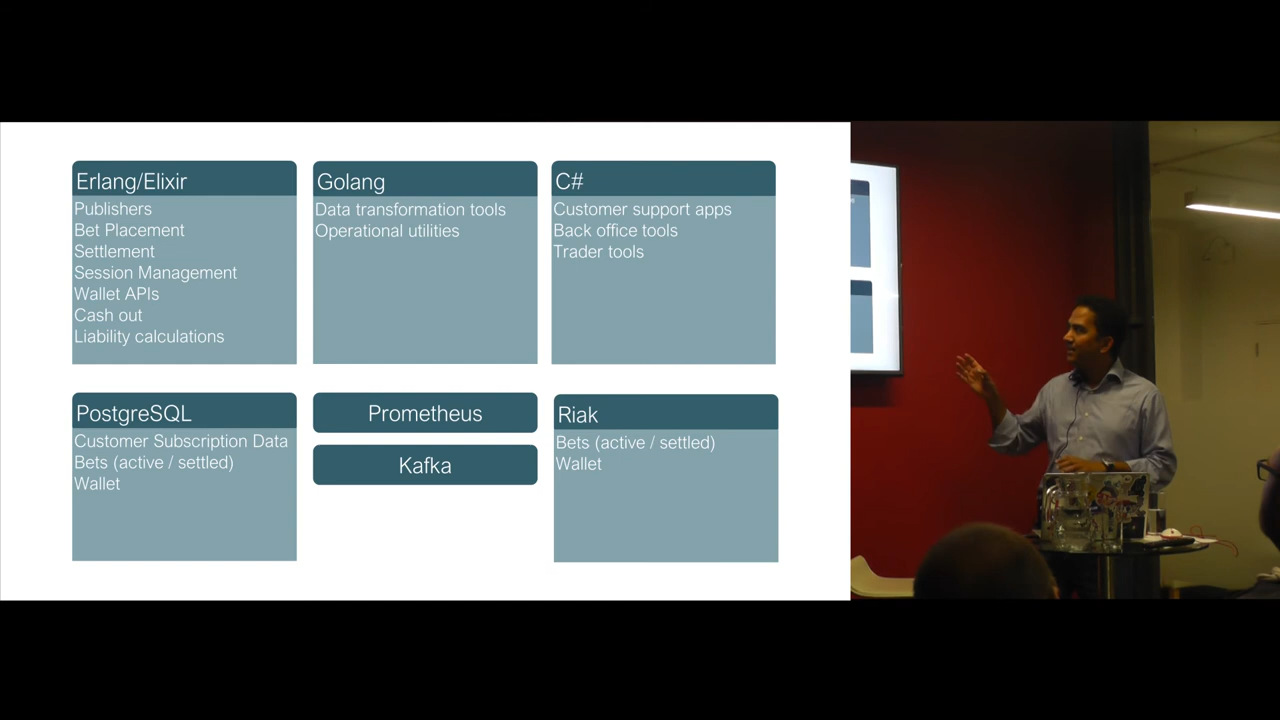 Erlang/Elixir
Publishers
Bet Placement
Settlement
Session Management
Wallet APIs
Cash out
Liability calculations
Golang
Data transformation tools
Operational utilities
C#
Customer support apps
Back office tools
Trader tools
PostgreSQL
Customer Subscription Data
Bets (active / settled)
Wallet
Prometheus
Kafka
Riak
Bets (active / settled)
Wallet